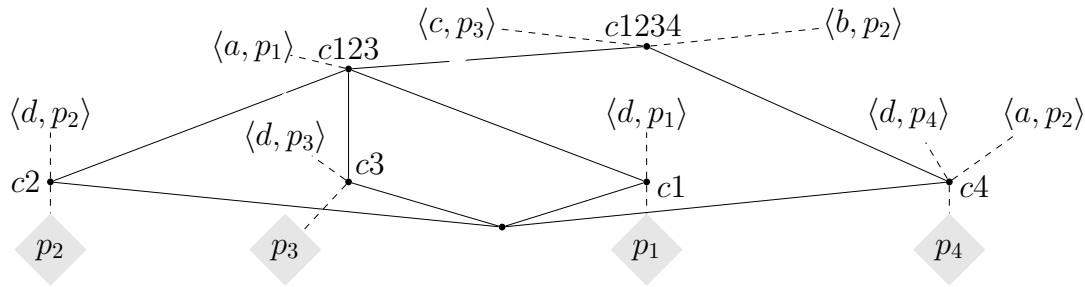 ⟨c, p₃⟩ c1234 ⟨b, p₂⟩
⟨a, p₁⟩ c123
⟨d, p₂⟩ ⟨d, p₃⟩ ⟨d, p₁⟩ ⟨d, p₄⟩ ⟨a, p₂⟩
c2 c3 c1 c4
p₂ p₃ p₁ p₄